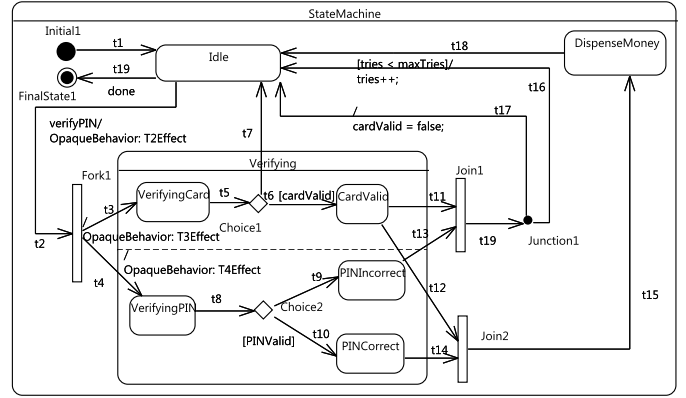 StateMachine
Initial1
t1
Idle
t18
DispenseMoney
[tries < maxTries]/
tries++;
t19
FinalState1
done
t16
/
t17
cardValid = false;
verifyPIN/
OpaqueBehavior: T2Effect
t7
Verifying
Fork1
Join1
VerifyingCard
t5
t6
[cardValid]
CardValid
t11
t3
/
Choice1
t13
t19
Junction1
t2
OpaqueBehavior: T3Effect
/
OpaqueBehavior: T4Effect
t4
t9
PINIncorrect
t12
t15
VerifyingPIN
t8
Choice2
t10
Join2
[PINValid]
PINCorrect
t14